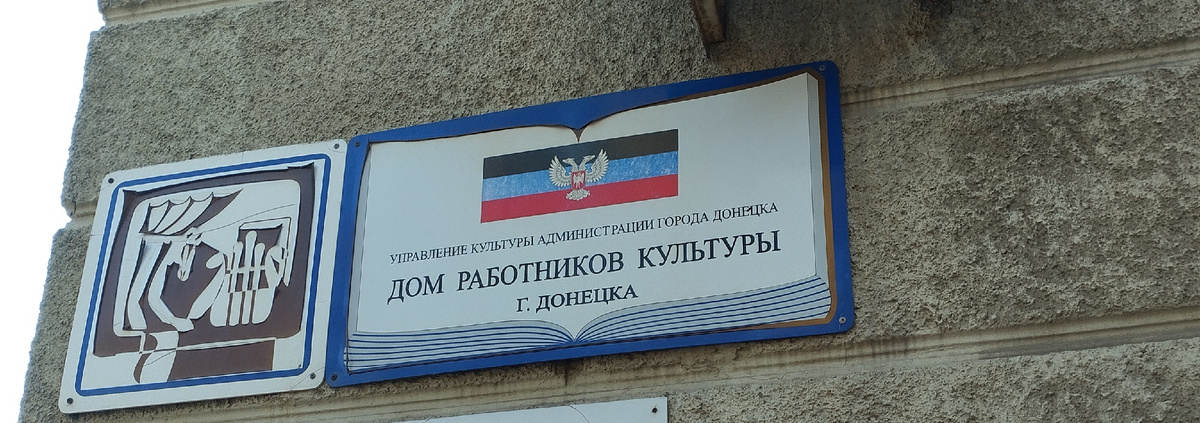 УПРАВЛЕНИЕ КУЛЬТУРЫ АДМИНИСТРАЦИИ ГОРОДА ДОНЕЦКА
ДОМ РАБОТНИКОВ КУЛЬТУРЫ
Г. ДОНЕЦКА